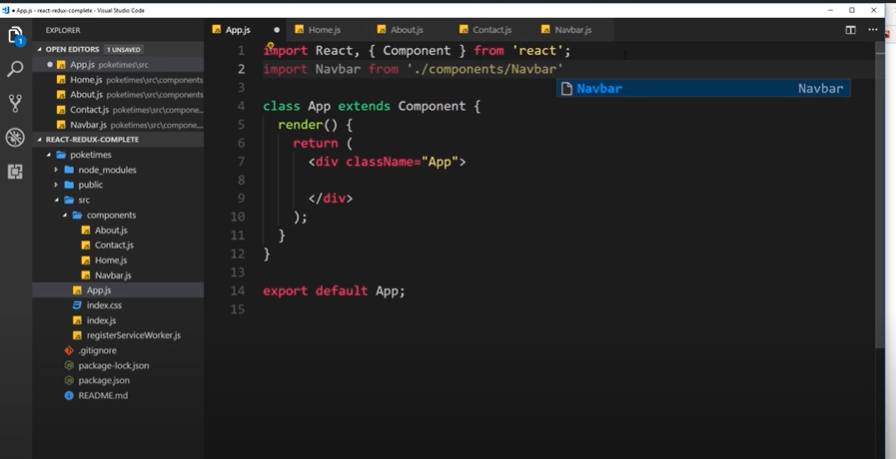 App.js - react-redux-complete - Visual Studio Code
EXPLORER
OPEN EDITORS 1 UNSAVED
App.js poketimes\src
Home.js poketimes\src\components
About.js poketimes\src\components
Contact.js poketimes\src\compone...
Navbar.js poketimes\src\compone...
REACT-REDUX-COMPLETE
poketimes
node_modules
public
src
components
About.js
Contact.js
Home.js
Navbar.js
App.js
index.css
index.js
registerServiceWorker.js
.gitignore
package-lock.json
package.json
README.md
1
App.js Home.js About.js Contact.js Navbar.js
1 import React, { Component } from 'react';
2 import Navbar from './components/Navbar'
Navbar Navbar
3
4 class App extends Component {
5 render() {
6 return (
7 <div className="App">
8
9 </div>
10 );
11 }
12 }
13
14 export default App;
15